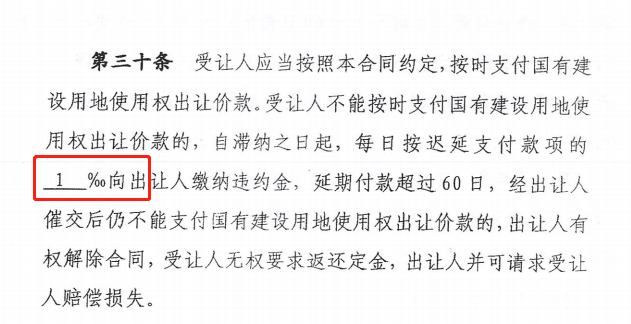 第三十条 受让人应当按照本合同约定,按时支付国有建
设用地使用权出让价款。受让人不能按时支付国有建设用地使
用权出让价款的,自滞纳之日起,每日按迟延支付款项的
1 ‰向出让人缴纳违约金,延期付款超过 60 日,经出让人
催交后仍不能支付国有建设用地使用权出让价款的,出让人有
权解除合同,受让人无权要求返还定金,出让人并可请求受让
人赔偿损失。